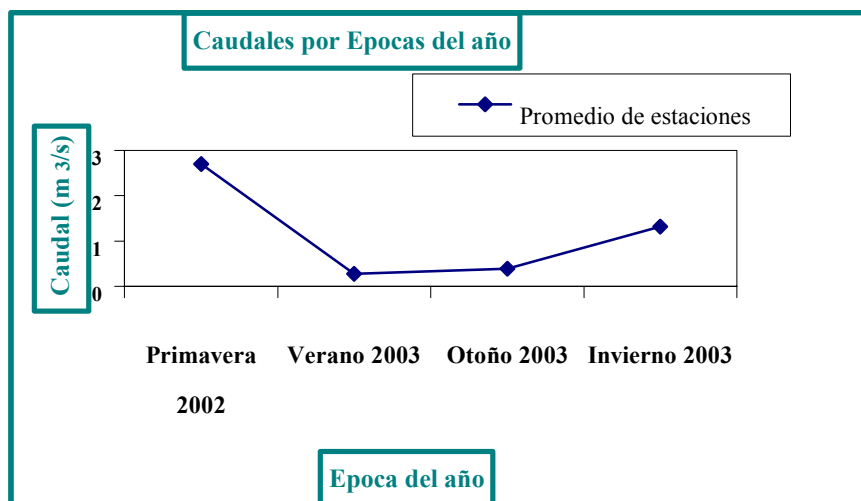 Caudales por Epocas del año
Promedio de estaciones
Caudal (m 3/s)
3
2
1
0
Primavera 2002
Verano 2003
Otoño 2003
Invierno 2003
Epoca del año